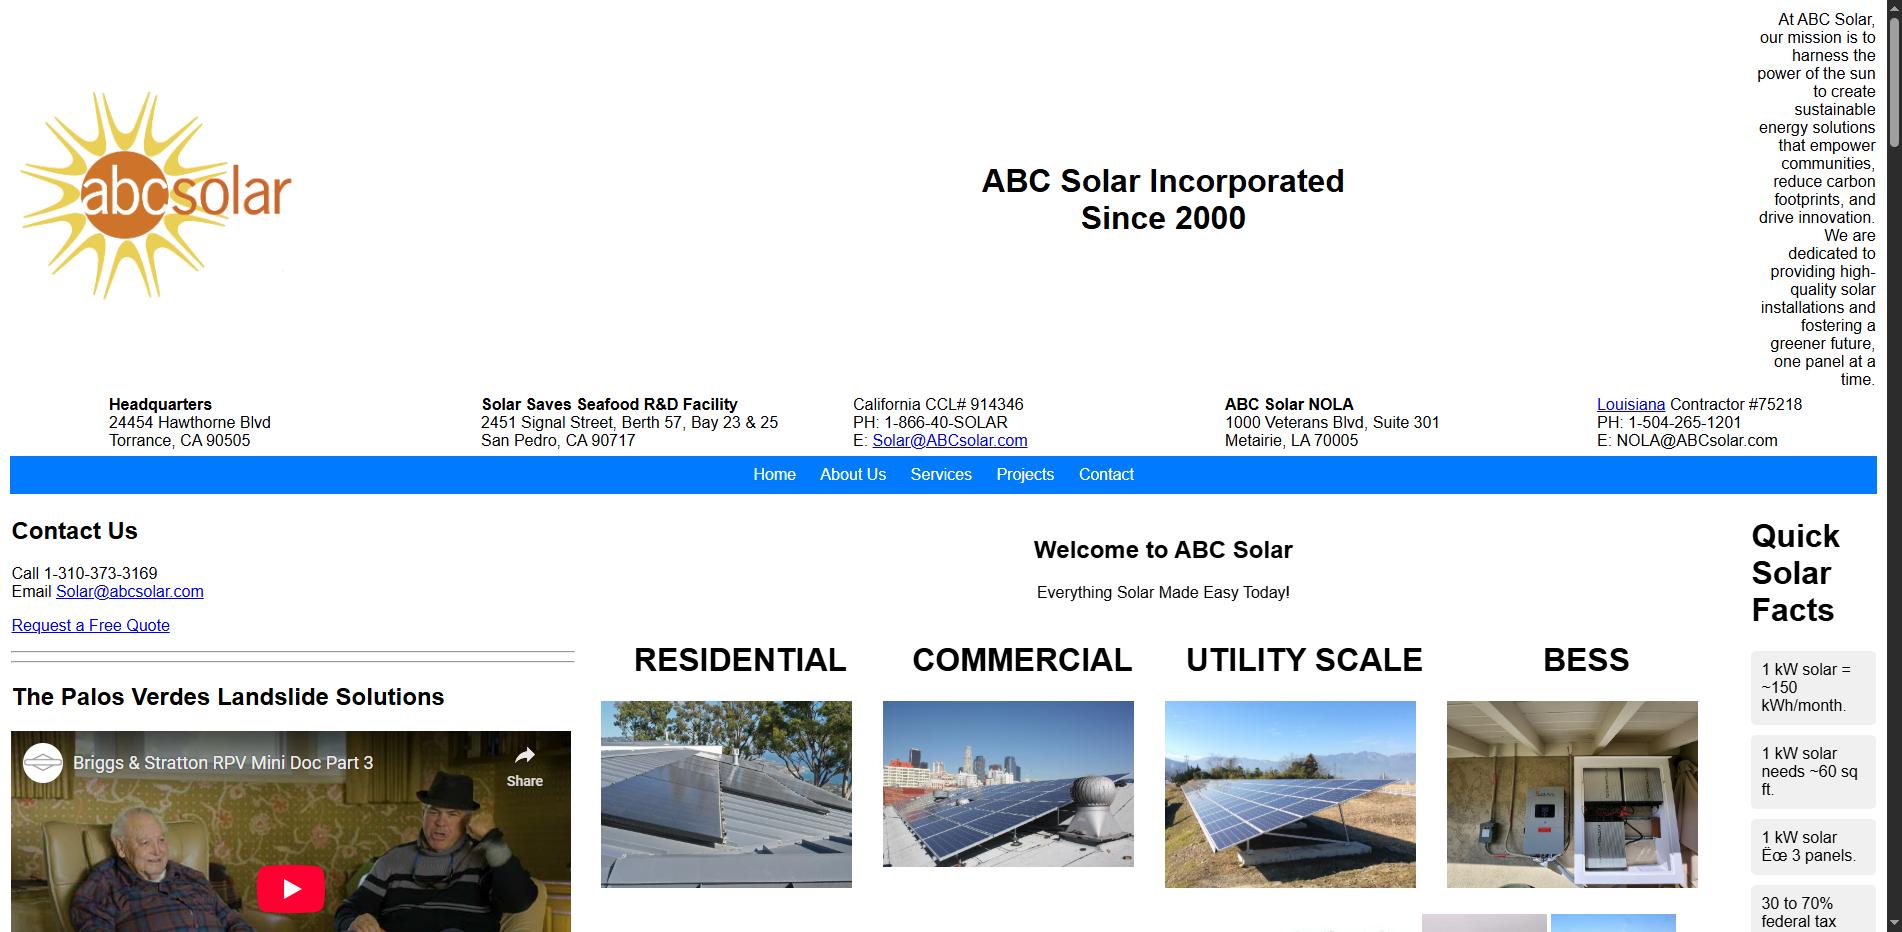 abcsolar
ABC Solar Incorporated
Since 2000
At ABC Solar,
our mission is to
harness the
power of the sun
to create
sustainable
energy solutions
that empower
communities,
reduce carbon
footprints, and
drive innovation.
We are
dedicated to
providing high-
quality solar
installations and
fostering a
greener future,
one panel at a
time.
Headquarters
24454 Hawthorne Blvd
Torrance, CA 90505
Solar Saves Seafood R&D Facility
2451 Signal Street, Berth 57, Bay 23 & 25
San Pedro, CA 90717
California CCL# 914346
PH: 1-866-40-SOLAR
E: Solar@ABCsolar.com
ABC Solar NOLA
1000 Veterans Blvd, Suite 301
Metairie, LA 70005
Louisiana Contractor #75218
PH: 1-504-265-1201
E: NOLA@ABCsolar.com
Home About Us Services Projects Contact
Contact Us
Call 1-310-373-3169
Email Solar@abcsolar.com
Request a Free Quote
The Palos Verdes Landslide Solutions
Briggs & Stratton RPV Mini Doc Part 3
Share
Welcome to ABC Solar
Everything Solar Made Easy Today!
RESIDENTIAL
COMMERCIAL
UTILITY SCALE
BESS
Quick
Solar
Facts
1 kW solar =
~150
kWh/month.
1 kW solar
needs ~60 sq
ft.
1 kW solar
Ëœ 3 panels.
30 to 70%
federal tax